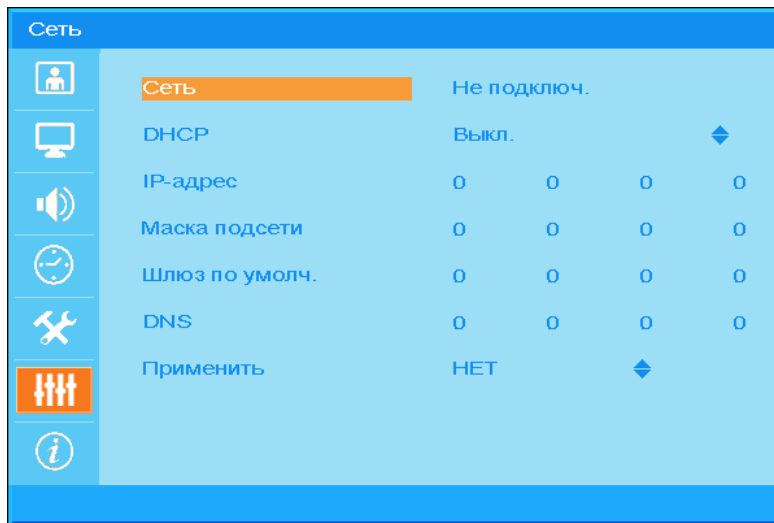 Сеть
Сеть Не подключ.
DHCP Выкл.
IP-адрес 0 0 0 0
Маска подсети 0 0 0 0
Шлюз по умолч. 0 0 0 0
DNS 0 0 0 0
Применить НЕТ
i